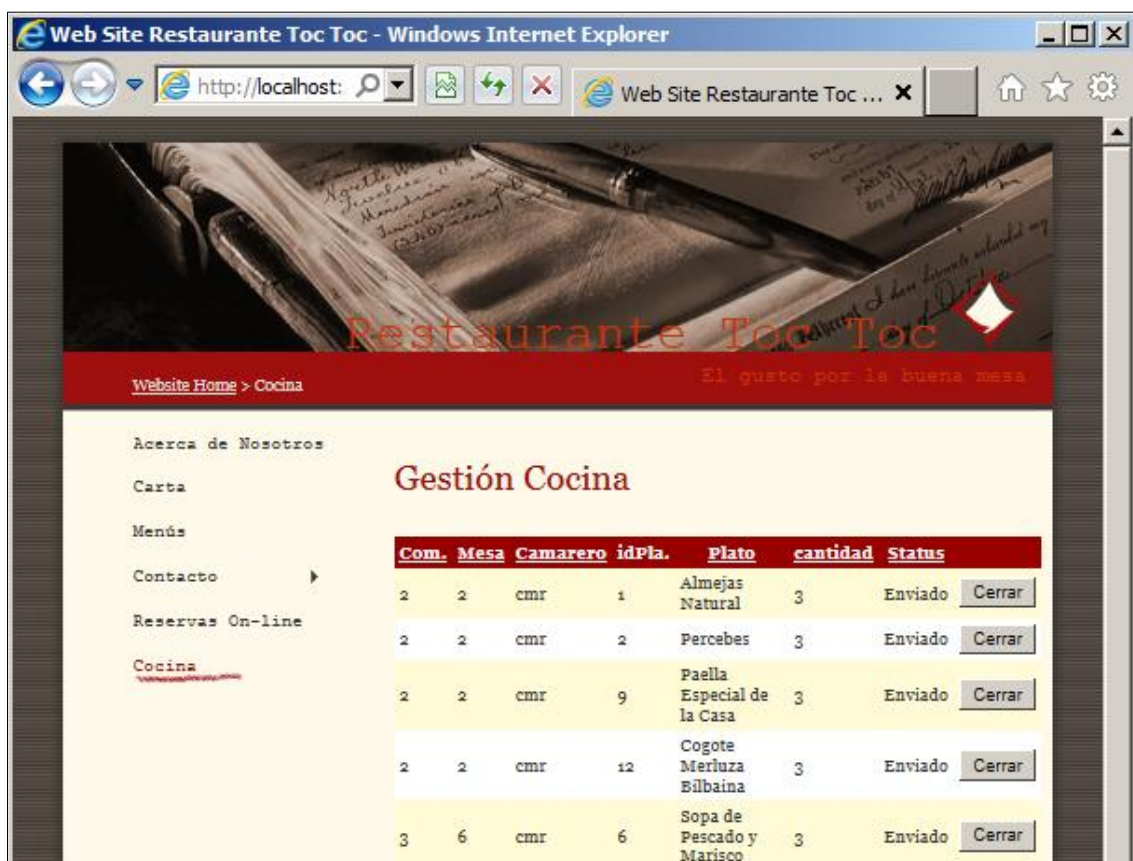 Web Site Restaurante Toc Toc - Windows Internet Explorer
http://localhost:
Web Site Restaurante Toc ...
Restaurante Toc Toc
El gusto por la buena mesa
Website Home > Cocina
Acerca de Nosotros
Carta
Menús
Contacto
Reservas On-line
Cocina
Gestión Cocina
Com. Mesa Camarero idPla. Plato cantidad Status
2 2 cmr 1 Almejas Natural 3 Enviado Cerrar
2 2 cmr 2 Percebes 3 Enviado Cerrar
2 2 cmr 9 Paella Especial de la Casa 3 Enviado Cerrar
2 2 cmr 12 Cogote Merluza Bilbaina 3 Enviado Cerrar
3 6 cmr 6 Sopa de Pescado y Marisco 3 Enviado Cerrar